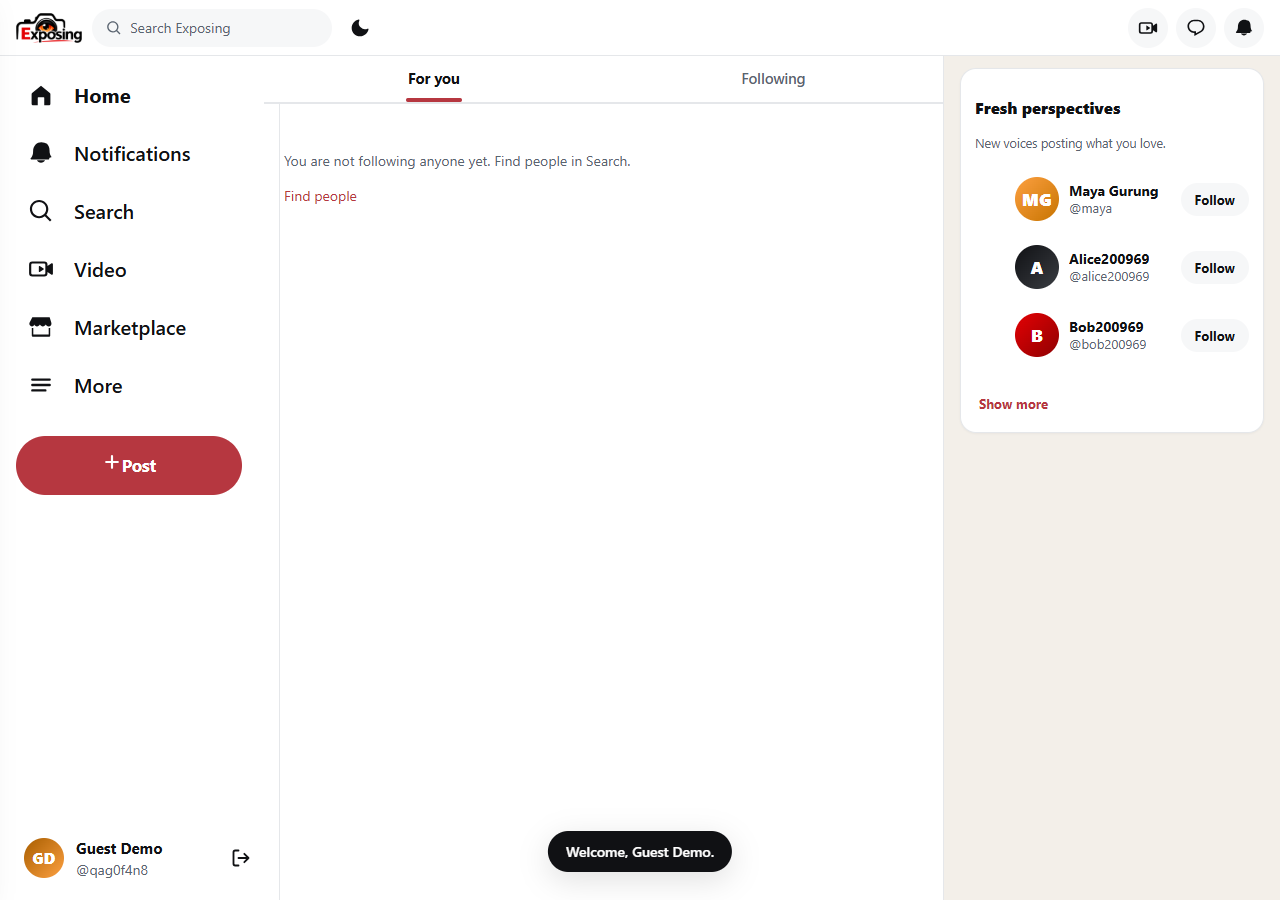 Exposing
Search Exposing
Home
Notifications
Search
Video
Marketplace
More
+ Post
GD
Guest Demo
@qag0f4n8
For you
Following
You are not following anyone yet. Find people in Search.
Find people
Welcome, Guest Demo.
Fresh perspectives
New voices posting what you love.
MG
Maya Gurung
@maya
Follow
A
Alice200969
@alice200969
Follow
B
Bob200969
@bob200969
Follow
Show more